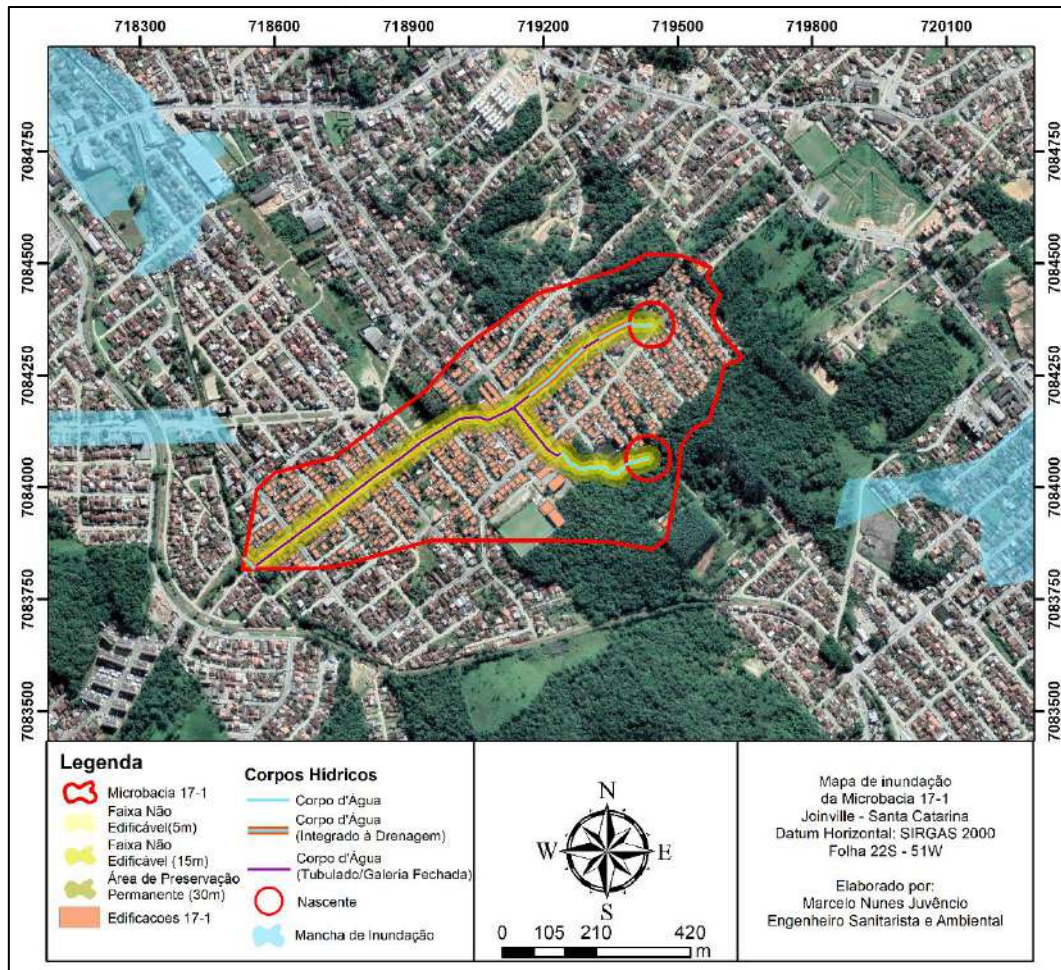 718300 718600 718900 719200 719500 719800 720100
7084750 7084750
7084500 7084500
7084250 7084250
7084000 7084000
7083750 7083750
7083500 7083500
Legenda
Microbacia 17-1
Faixa Não
Edificável(5m)
Faixa Não
Edificável (15m)
Área de Preservação
Permanente (30m)
Edificacoes 17-1
Corpos Hídricos
Corpo d'Água
Corpo d'Água
(Integrado à Drenagem)
Corpo d'Água
(Tubulado/Galeria Fechada)
Nascente
Mancha de Inundação
N
W E
S
0 105 210 420
m
Mapa de inundação
da Microbacia 17-1
Joinville - Santa Catarina
Datum Horizontal: SIRGAS 2000
Folha 22S - 51W
Elaborado por:
Marcelo Nunes Juvêncio
Engenheiro Sanitarista e Ambiental